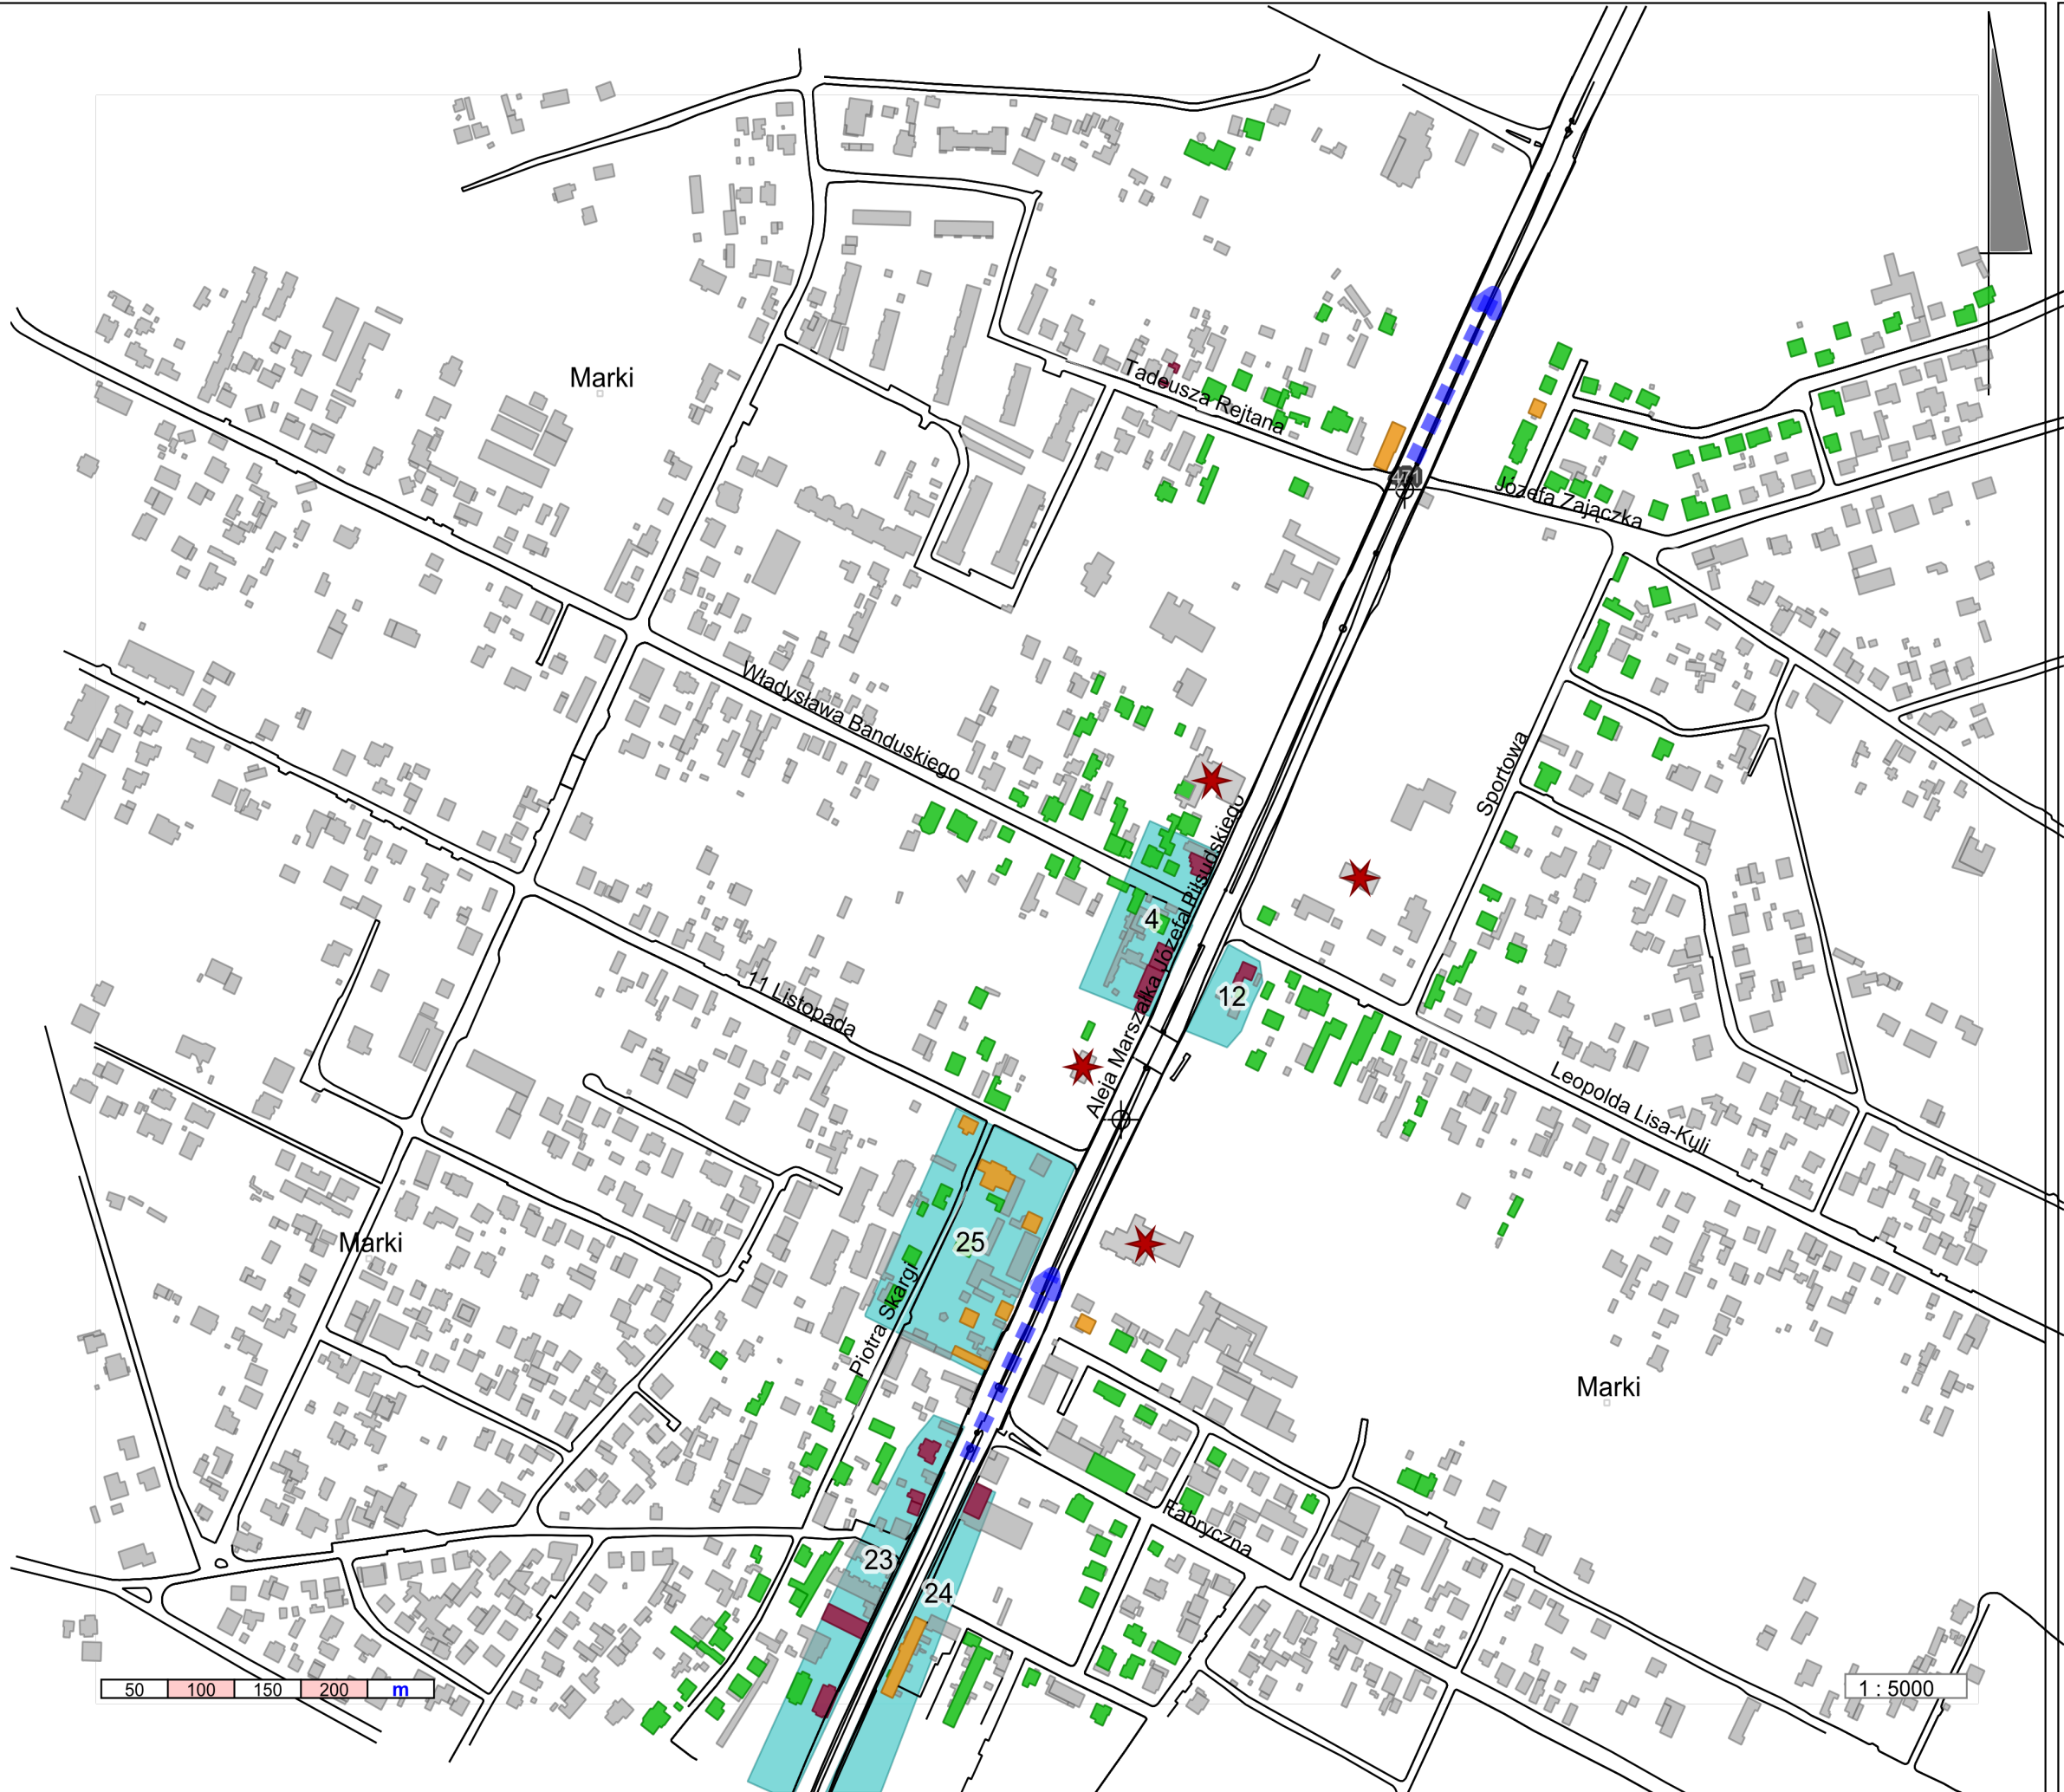 Marki
Tadeusza Rejtana
Józefa Zajączka
Władysława Banduskiego
Sportowa
Aleja Marszałka Józefa Piłsudskiego
4
12
11 Listopada
Leopolda Lisa-Kuli
25
Marki
Piotra Skargi
Marki
Fabryczna
23
24
50 100 150 200 m
1 : 5000